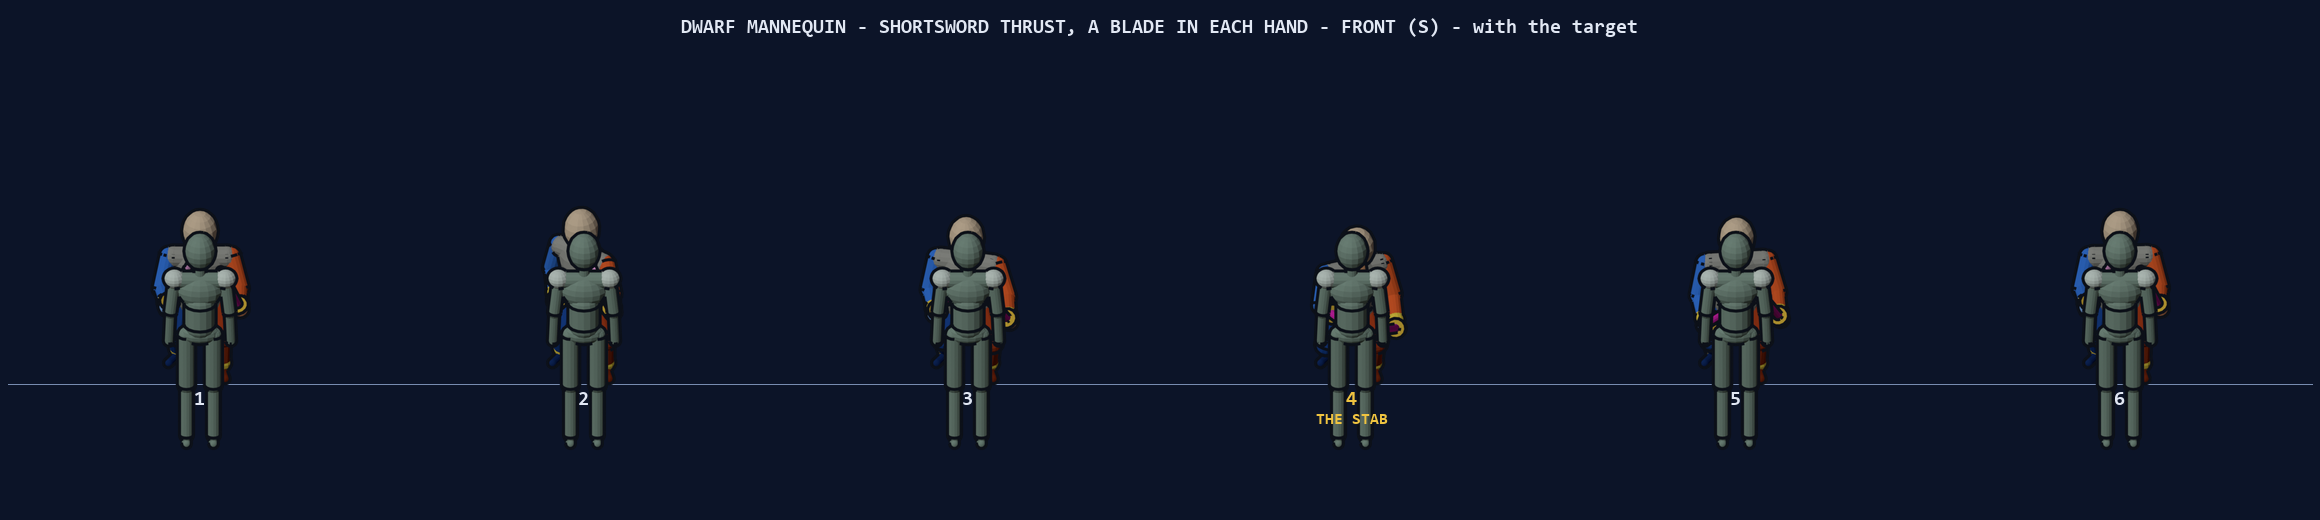 DWARF MANNEQUIN - SHORTSWORD THRUST, A BLADE IN EACH HAND - FRONT (S) - with the target
1 2 3 4 5 6
THE STAB